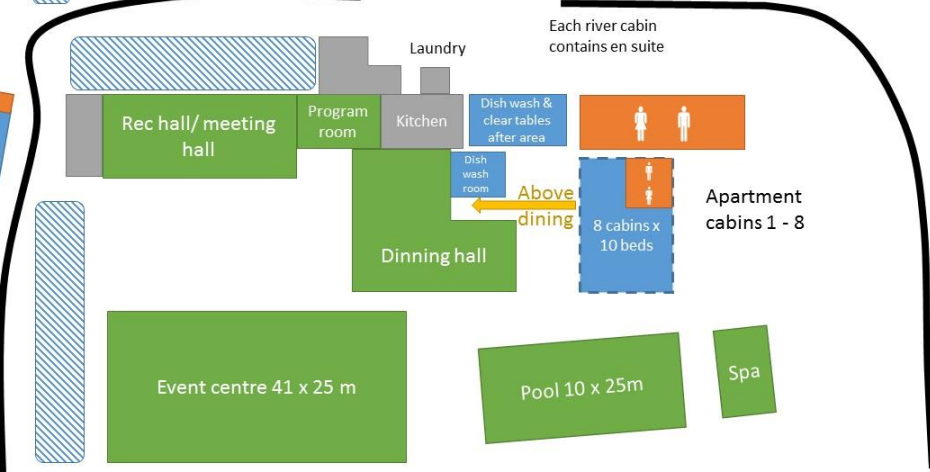 Each river cabin
contains en suite
Laundry
Rec hall/ meeting
hall
Program
room
Kitchen
Dish wash &
clear tables
after area
Dish
wash
room
Above
dining
8 cabins x
10 beds
Apartment
cabins 1 - 8
Dinning hall
Event centre 41 x 25 m
Pool 10 x 25m
Spa